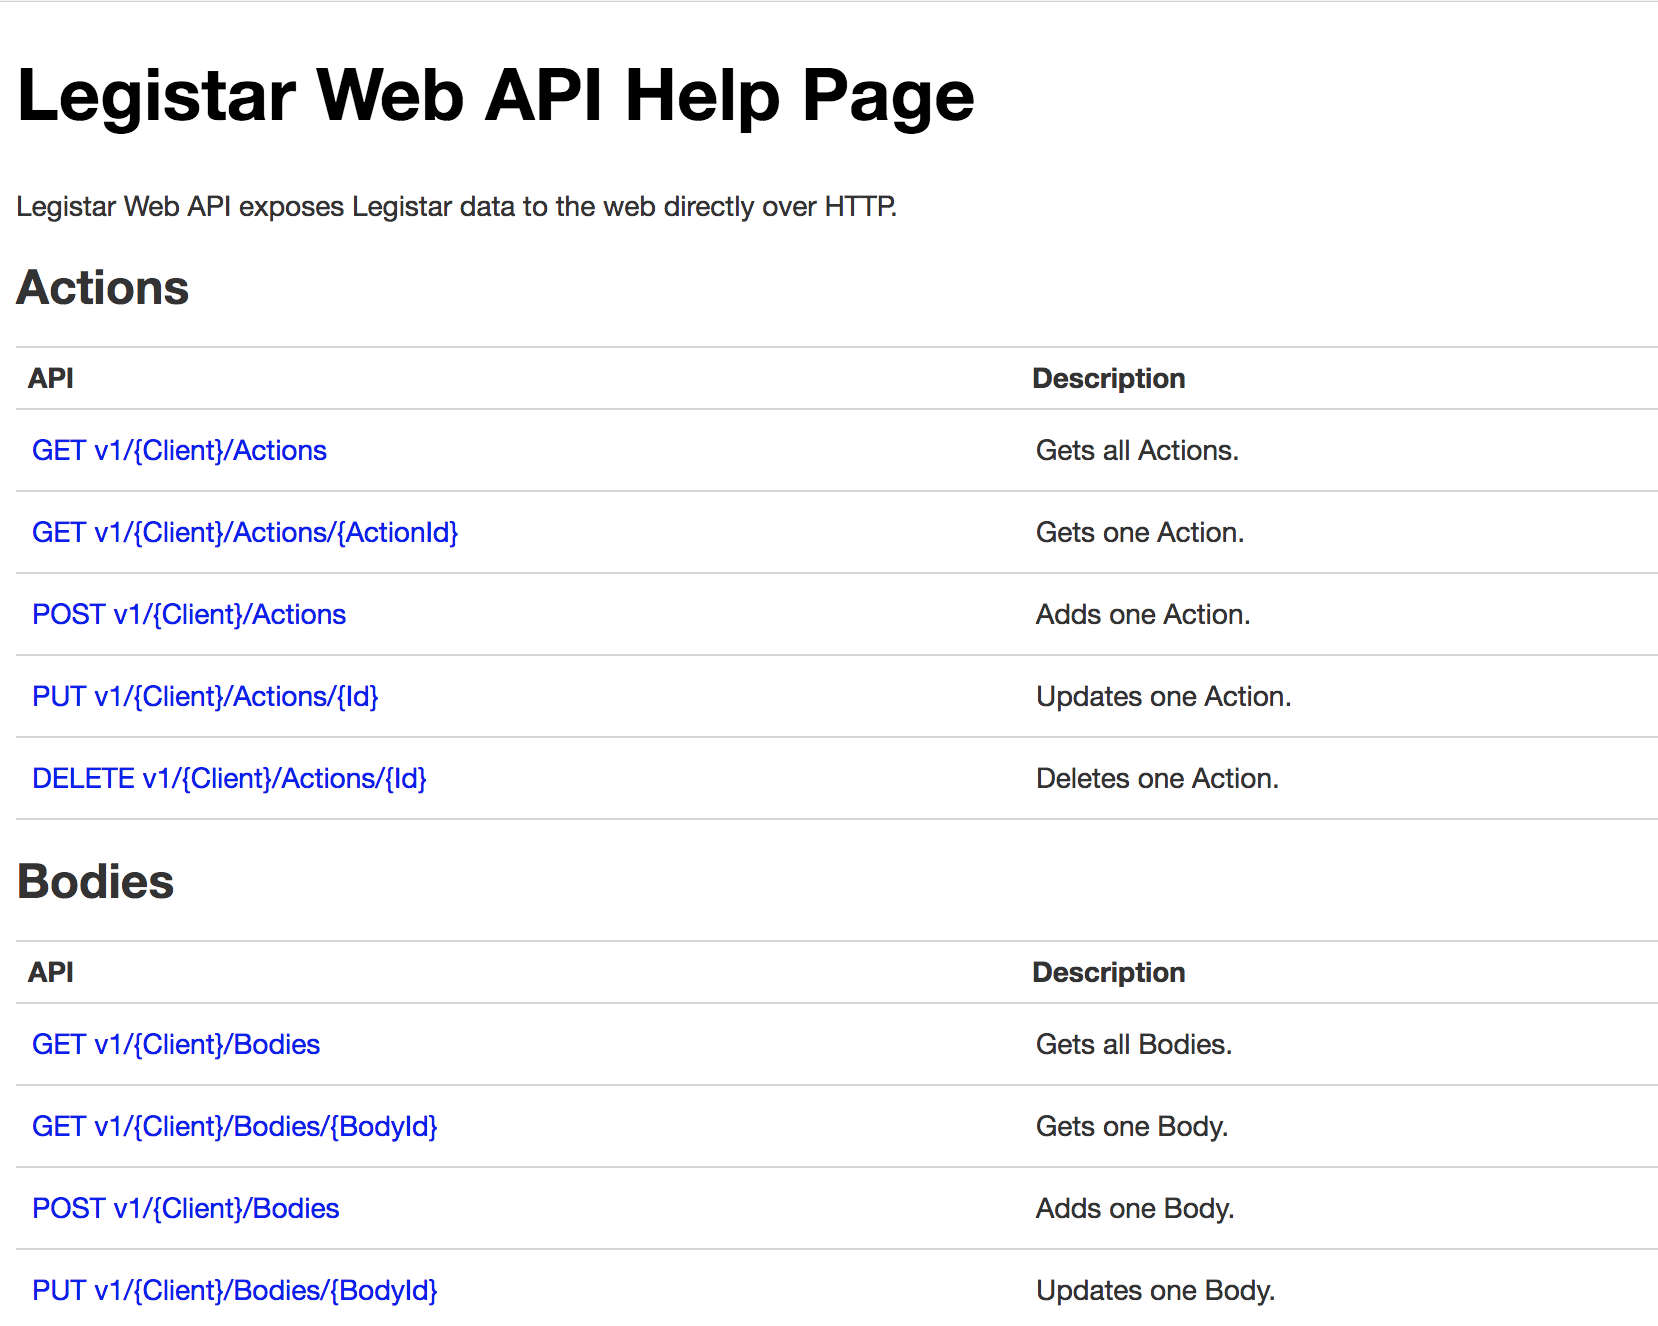 Legistar Web API Help Page
Legistar Web API exposes Legistar data to the web directly over HTTP.
Actions
API Description
GET v1/{Client}/Actions Gets all Actions.
GET v1/{Client}/Actions/{ActionId} Gets one Action.
POST v1/{Client}/Actions Adds one Action.
PUT v1/{Client}/Actions/{Id} Updates one Action.
DELETE v1/{Client}/Actions/{Id} Deletes one Action.
Bodies
API Description
GET v1/{Client}/Bodies Gets all Bodies.
GET v1/{Client}/Bodies/{BodyId} Gets one Body.
POST v1/{Client}/Bodies Adds one Body.
PUT v1/{Client}/Bodies/{BodyId} Updates one Body.